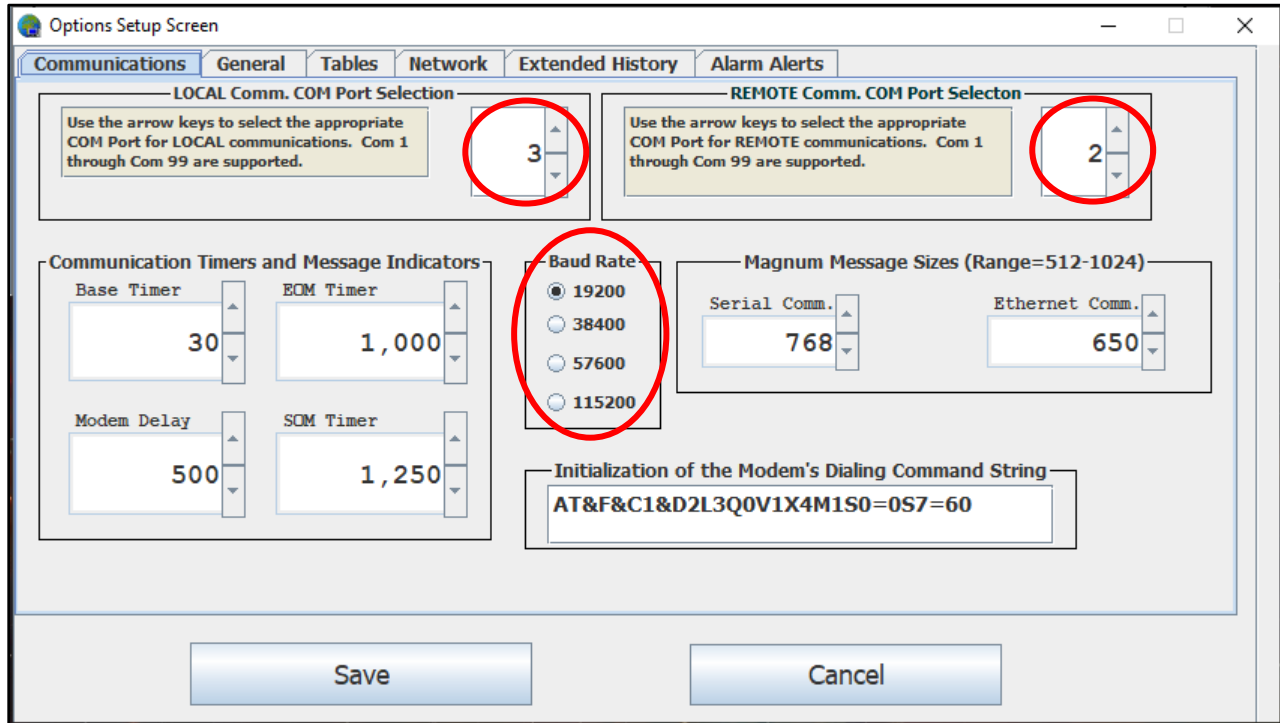 Options Setup Screen
Communications General Tables Network Extended History Alarm Alerts
LOCAL Comm. COM Port Selection
Use the arrow keys to select the appropriate
COM Port for LOCAL communications. Com 1
through Com 99 are supported.
3
REMOTE Comm. COM Port Selecton
Use the arrow keys to select the appropriate
COM Port for REMOTE communications. Com 1
through Com 99 are supported.
2
Communication Timers and Message Indicators
Base Timer EOM Timer
30 1,000
Modem Delay SOM Timer
500 1,250
Baud Rate
19200
38400
57600
115200
Magnum Message Sizes (Range=512-1024)
Serial Comm. Ethernet Comm.
768 650
Initialization of the Modem's Dialing Command String
AT&F&C1&D2L3Q0V1X4M1S0=0S7=60
Save Cancel